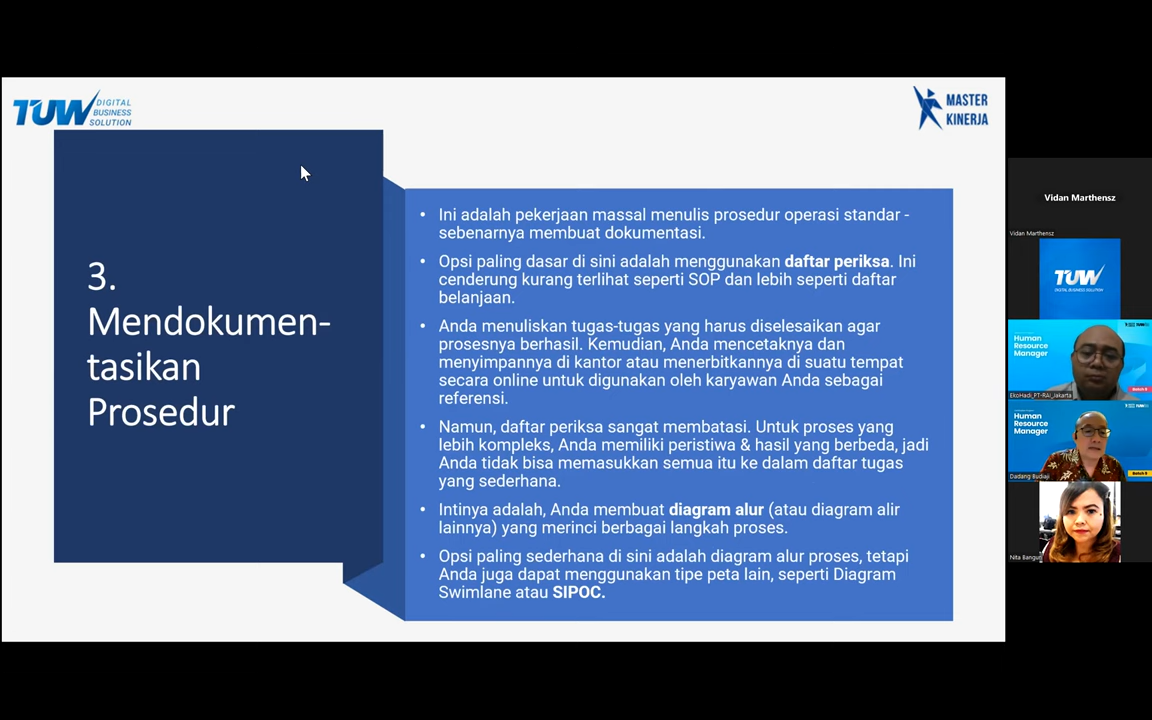 TUW DIGITAL
BUSINESS
SOLUTION
MASTER
KINERJA
3.
Mendokumen-
tasikan
Prosedur
• Ini adalah pekerjaan massal menulis prosedur operasi standar -
sebenarnya membuat dokumentasi.
• Opsi paling dasar di sini adalah menggunakan daftar periksa. Ini
cenderung kurang terlihat seperti SOP dan lebih seperti daftar
belanjaan.
• Anda menuliskan tugas-tugas yang harus diselesaikan agar
prosesnya berhasil. Kemudian, Anda mencetaknya dan
menyimpannya di kantor atau menerbitkannya di suatu tempat
secara online untuk digunakan oleh karyawan Anda sebagai
referensi.
• Namun, daftar periksa sangat membatasi. Untuk proses yang
lebih kompleks, Anda memiliki peristiwa & hasil yang berbeda, jadi
Anda tidak bisa memasukkan semua itu ke dalam daftar tugas
yang sederhana.
• Intinya adalah, Anda membuat diagram alur (atau diagram alir
lainnya) yang merinci berbagai langkah proses.
• Opsi paling sederhana di sini adalah diagram alur proses, tetapi
Anda juga dapat menggunakan tipe peta lain, seperti Diagram
Swimlane atau SIPOC.
Vidan Marthensz
Vidan Marthensz
TUW
DIGITAL BUSINESS SOLUTION
Human
Resource
Manager
EkoHadi_PT-RAI_Jakarta
Human
Resource
Manager
Dadang Budiaji
Nita Bangun